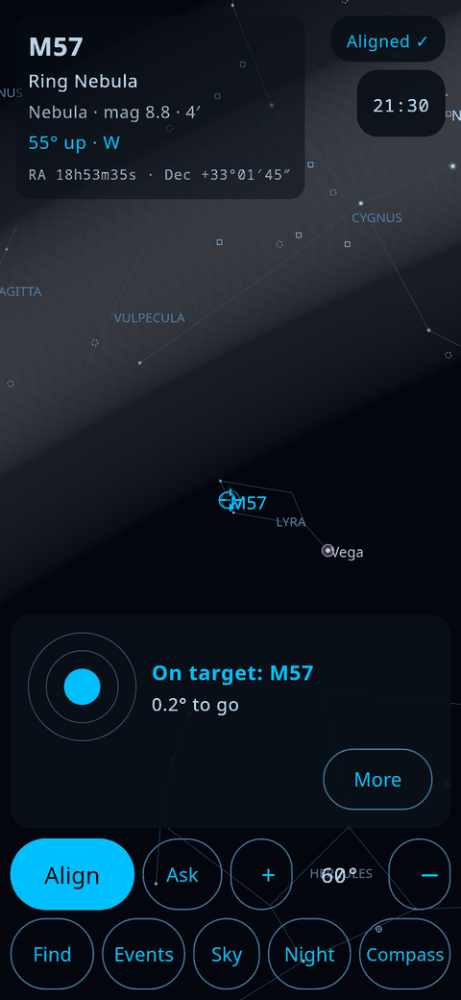 M57
Ring Nebula
Nebula · mag 8.8 · 4′
55° up · W
RA 18h53m35s · Dec +33°01′45″
Aligned ✓
21:30
NUS
N
CYGNUS
AGITTA
VULPECULA
M57
LYRA
Vega
On target: M57
0.2° to go
More
Align
Ask
+
HERCULES
60°
−
Find
Events
Sky
Night
Compass